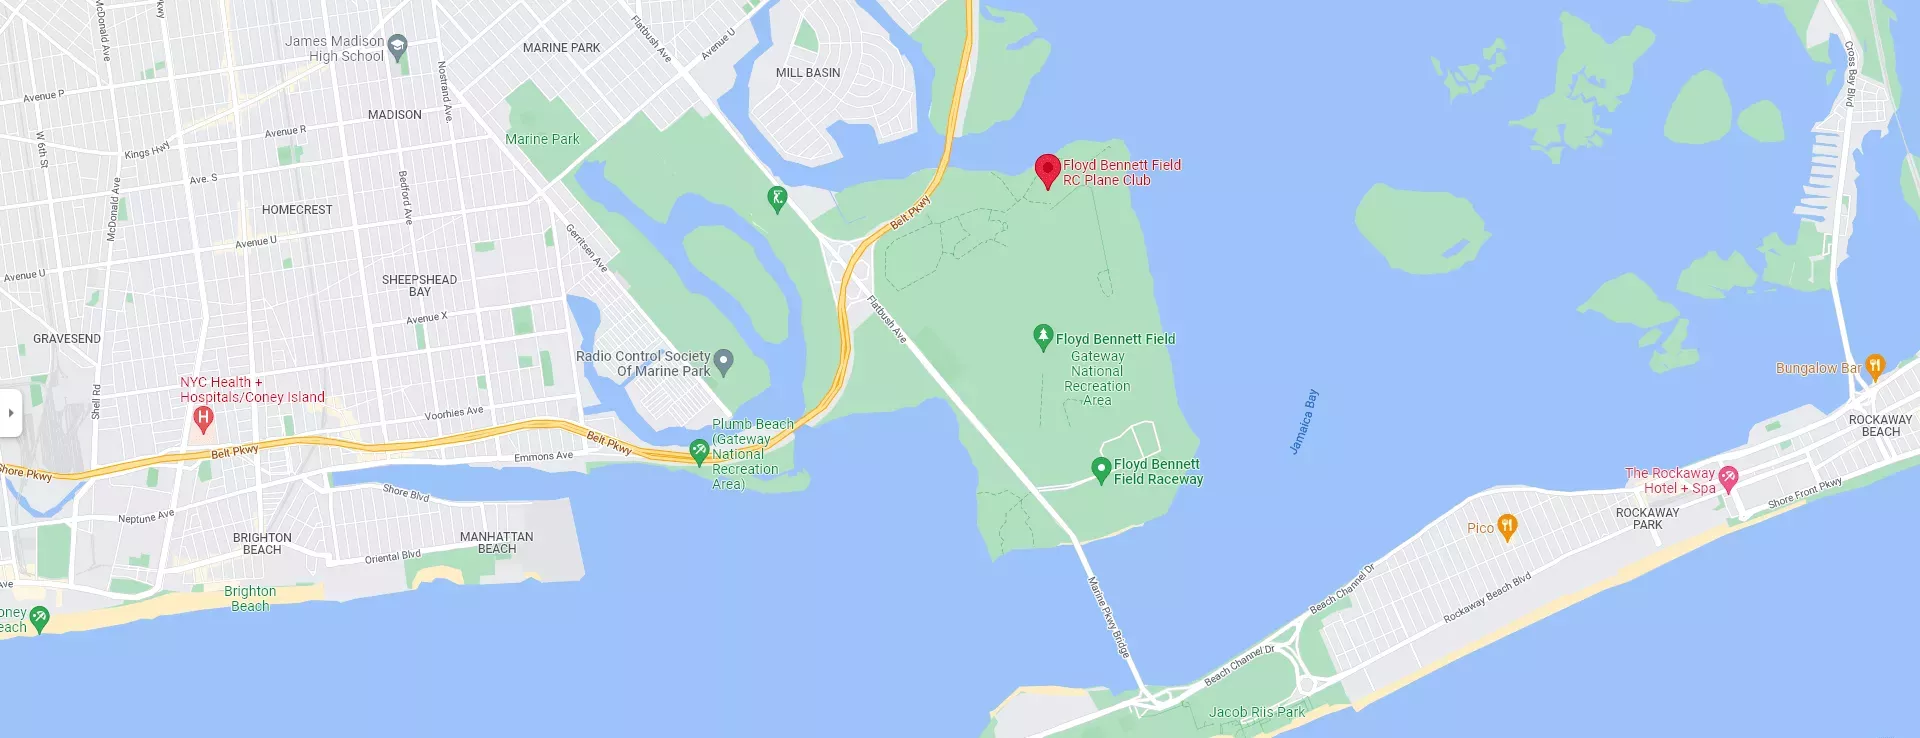 Pkwy
McDonald Ave
James Madison
High School
MARINE PARK
Flatbush Ave
Avenue U
MILL BASIN
Cross Bay Blvd
Nostrand Ave.
Avenue P
MADISON
Avenue R
Marine Park
W 6th St
Kings Hwy
Floyd Bennett Field
RC Plane Club
Ave. S
McDonald Ave
Bedford Ave
HOMECREST
Belt Pkwy
Avenue U
Gerritsen Ave
Avenue U
SHEEPSHEAD
BAY
Flatbush Ave
Avenue X
GRAVESEND
Floyd Bennett Field
Gateway
National
Recreation
Area
Radio Control Society
Of Marine Park
Bungalow Bar
NYC Health +
Hospitals/Coney Island
Shell Rd
Voorhies Ave
Jamaica Bay
Plumb Beach
(Gateway
National
Recreation
Area)
ROCKAWAY
BEACH
Belt Pkwy
Belt Pkwy
Emmons Ave
Shore Pkwy
Floyd Bennett
Field Raceway
The Rockaway
Hotel + Spa
Shore Front Pkwy
Shore Blvd
Neptune Ave
ROCKAWAY
PARK
Pico
BRIGHTON
BEACH
MANHATTAN
BEACH
Oriental Blvd
Ave
Brighton
Beach
Marine Pkwy Bridge
Beach Channel Dr
Rockaway Beach Blvd
oney
each
Beach Channel Dr
Jacob Riis Park